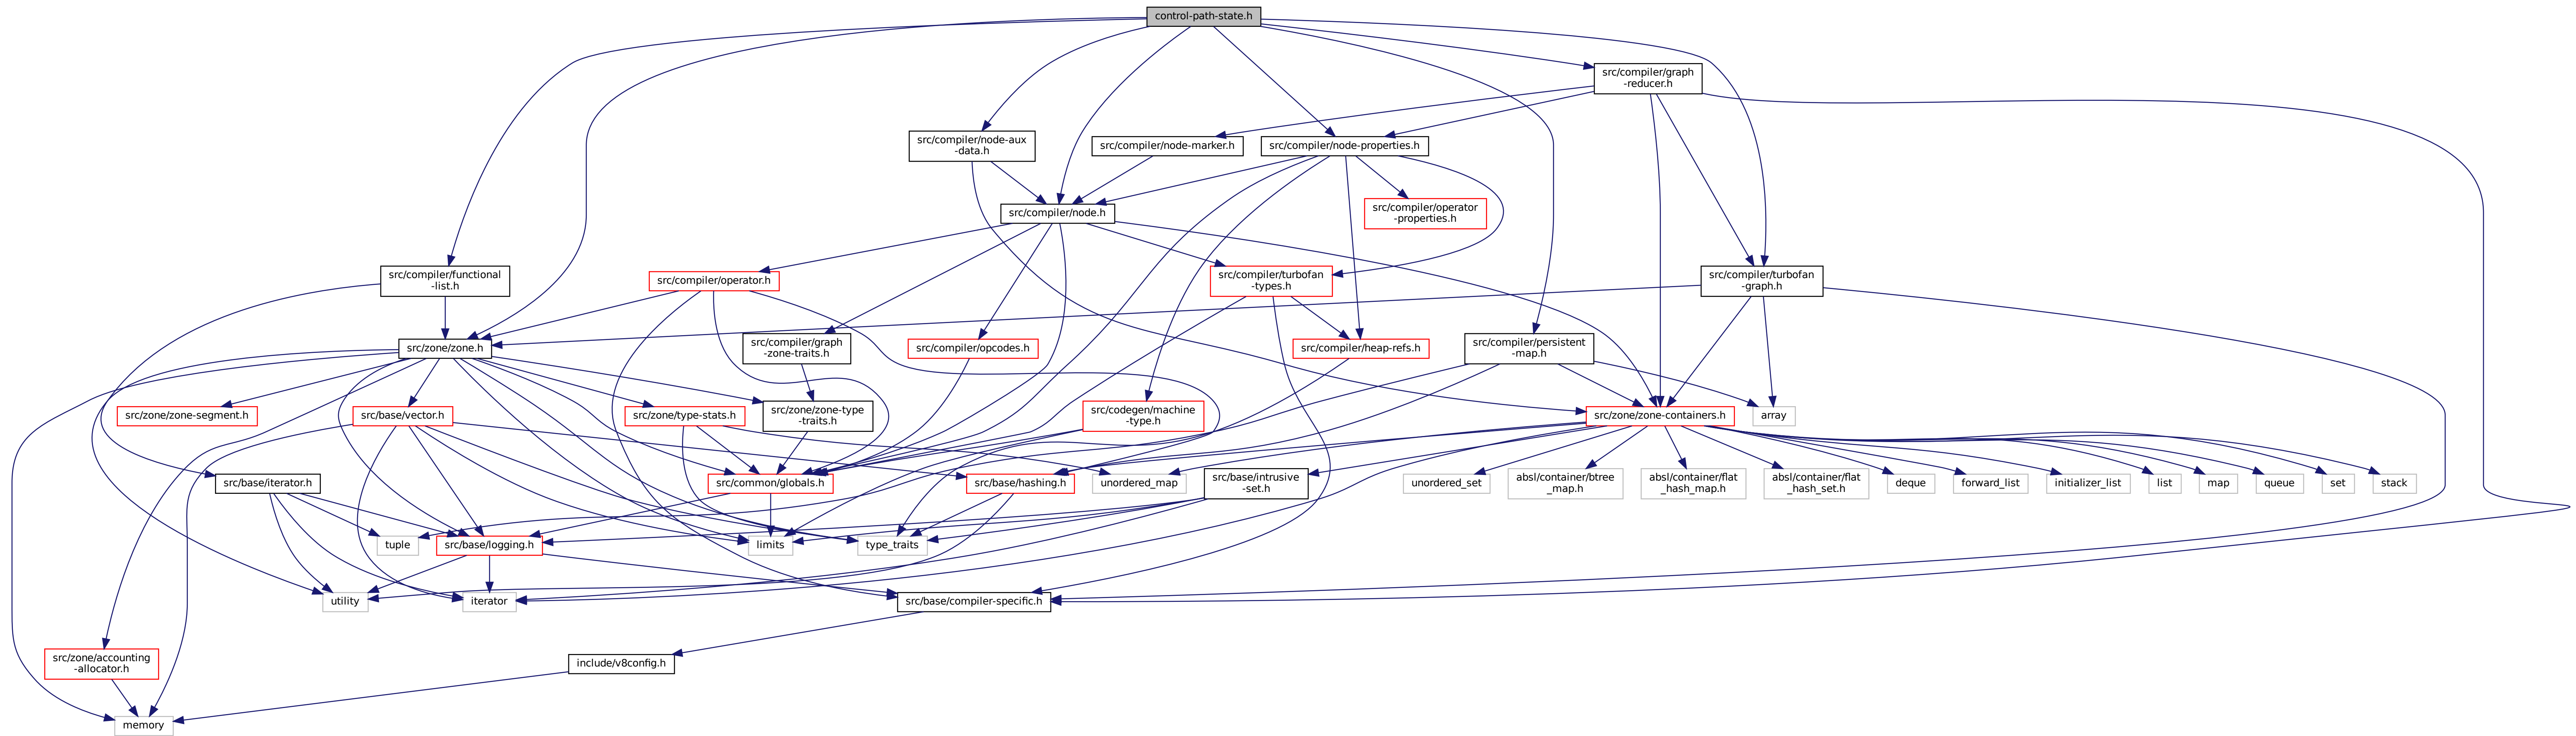 control-path-state.h
src/compiler/graph
-reducer.h
src/compiler/node-aux
-data.h
src/compiler/node-marker.h
src/compiler/node-properties.h
src/compiler/node.h
src/compiler/operator
-properties.h
src/compiler/functional
-list.h
src/compiler/operator.h
src/compiler/turbofan
-types.h
src/compiler/turbofan
-graph.h
src/zone/zone.h
src/compiler/graph
-zone-traits.h
src/compiler/opcodes.h
src/compiler/heap-refs.h
src/compiler/persistent
-map.h
src/zone/zone-segment.h
src/base/vector.h
src/zone/type-stats.h
src/zone/zone-type
-traits.h
src/codegen/machine
-type.h
src/zone/zone-containers.h
array
src/base/iterator.h
src/common/globals.h
src/base/hashing.h
unordered_map
src/base/intrusive
-set.h
unordered_set
absl/container/btree
_map.h
absl/container/flat
_hash_map.h
absl/container/flat
_hash_set.h
deque
forward_list
initializer_list
list
map
queue
set
stack
tuple
src/base/logging.h
limits
type_traits
utility
iterator
src/base/compiler-specific.h
src/zone/accounting
-allocator.h
include/v8config.h
memory